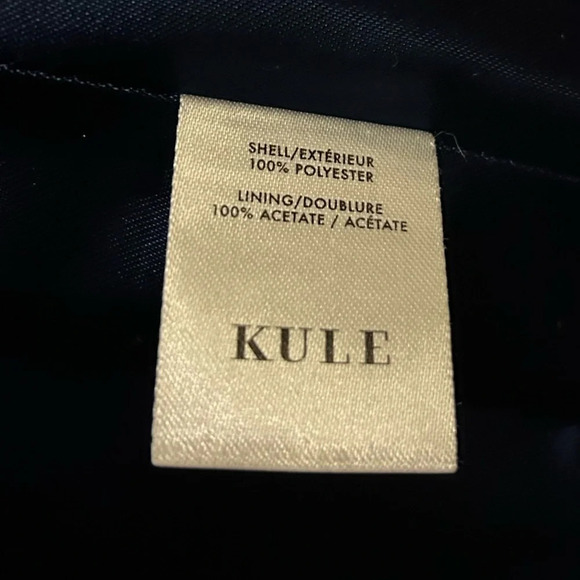 SHELL/EXTÉRIEUR
100% POLYESTER
LINING/DOUBLURE
100% ACETATE / ACÉTATE
KULE